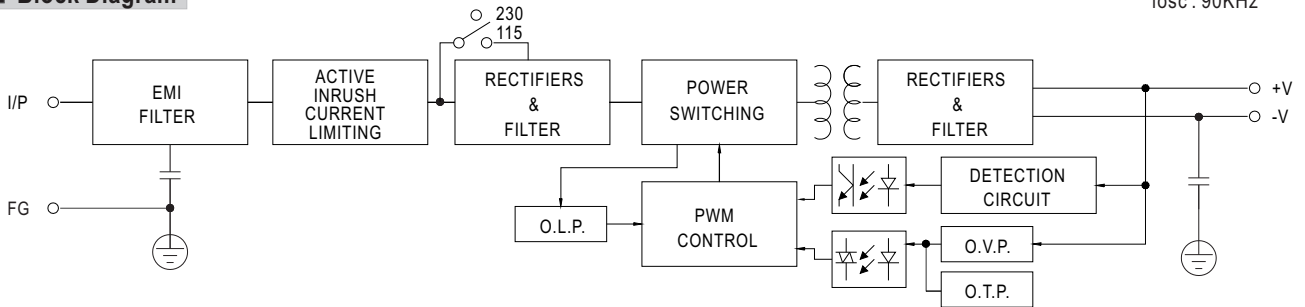 Block Diagram
fosc : 90KHz
230
115
I/P
EMI
FILTER
ACTIVE
INRUSH
CURRENT
LIMITING
RECTIFIERS
&
FILTER
POWER
SWITCHING
RECTIFIERS
&
FILTER
+V
-V
FG
O.L.P.
PWM
CONTROL
DETECTION
CIRCUIT
O.V.P.
O.T.P.